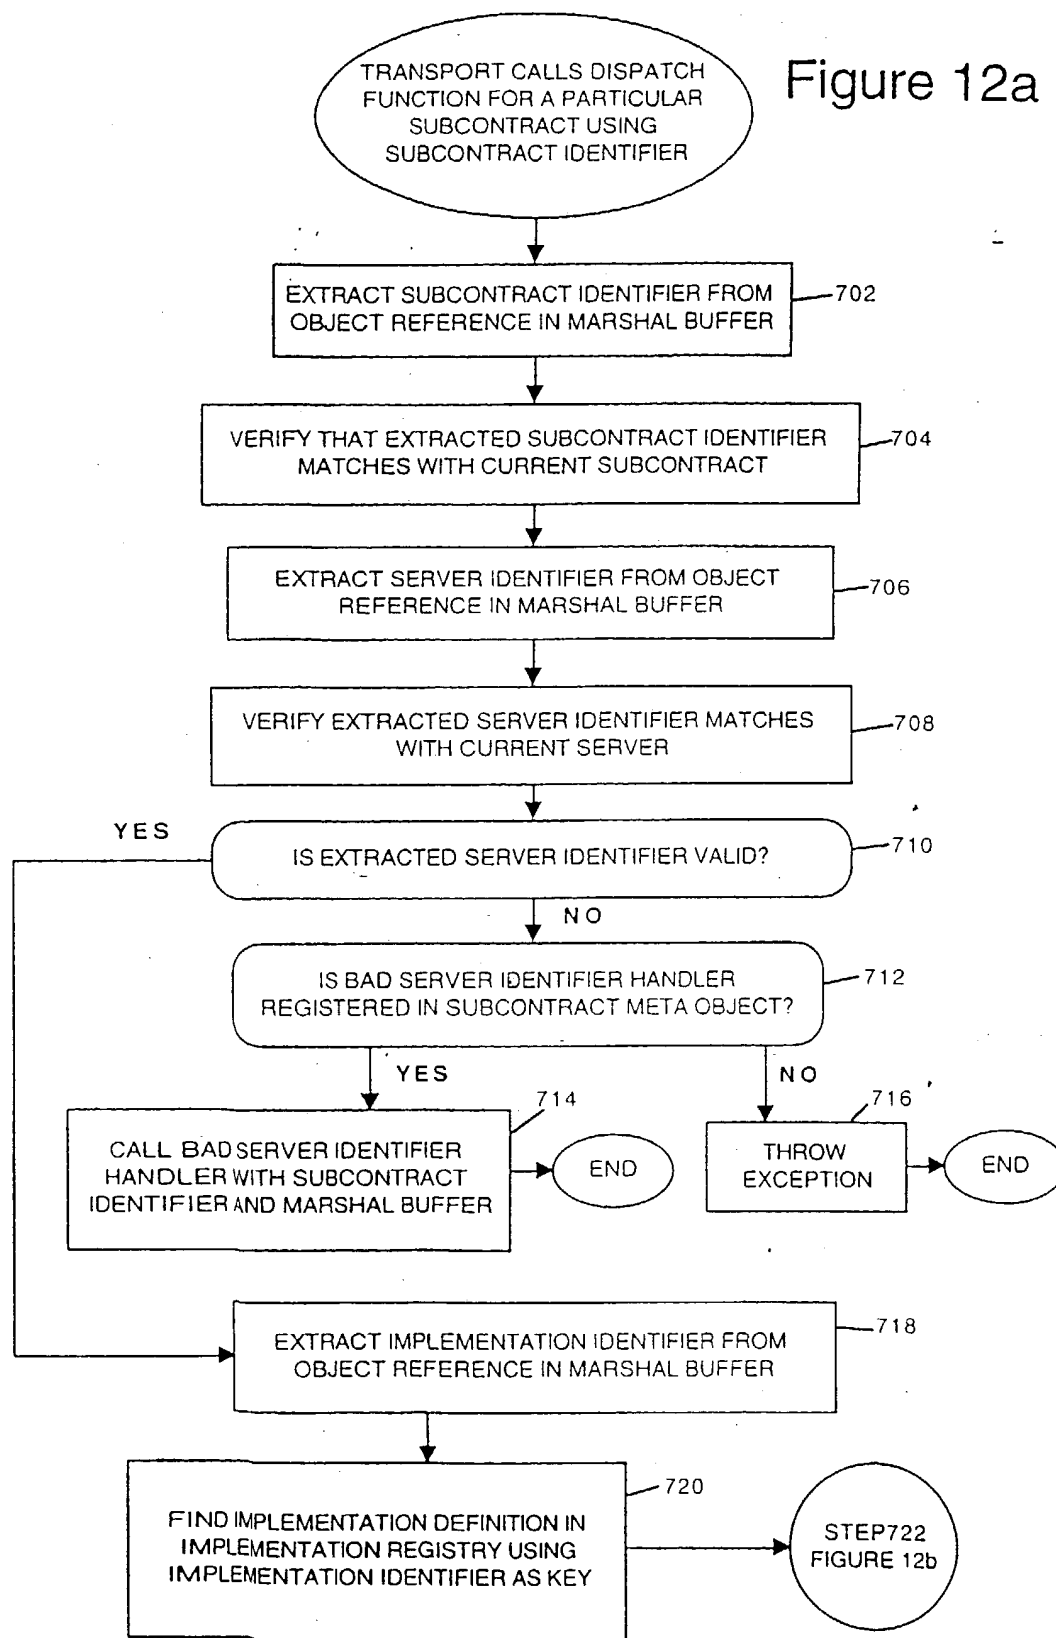 Figure 12a
TRANSPORT CALLS DISPATCH
FUNCTION FOR A PARTICULAR
SUBCONTRACT USING
SUBCONTRACT IDENTIFIER
EXTRACT SUBCONTRACT IDENTIFIER FROM
OBJECT REFERENCE IN MARSHAL BUFFER
702
VERIFY THAT EXTRACTED SUBCONTRACT IDENTIFIER
MATCHES WITH CURRENT SUBCONTRACT
704
EXTRACT SERVER IDENTIFIER FROM OBJECT
REFERENCE IN MARSHAL BUFFER
706
VERIFY EXTRACTED SERVER IDENTIFIER MATCHES
WITH CURRENT SERVER
708
YES
IS EXTRACTED SERVER IDENTIFIER VALID?
710
NO
IS BAD SERVER IDENTIFIER HANDLER
REGISTERED IN SUBCONTRACT META OBJECT?
712
YES
NO
714
CALL BAD SERVER IDENTIFIER
HANDLER WITH SUBCONTRACT
IDENTIFIER AND MARSHAL BUFFER
END
716
THROW
EXCEPTION
END
EXTRACT IMPLEMENTATION IDENTIFIER FROM
OBJECT REFERENCE IN MARSHAL BUFFER
718
FIND IMPLEMENTATION DEFINITION IN
IMPLEMENTATION REGISTRY USING
IMPLEMENTATION IDENTIFIER AS KEY
720
STEP722
FIGURE 12b